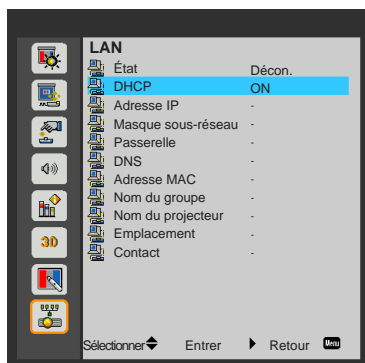 LAN
État Décon.
DHCP ON
Adresse IP -
Masque sous-réseau -
Passerelle -
DNS -
Adresse MAC -
Nom du groupe -
Nom du projecteur -
Emplacement -
Contact -
3D
Sélectionner Entrer Retour Menu